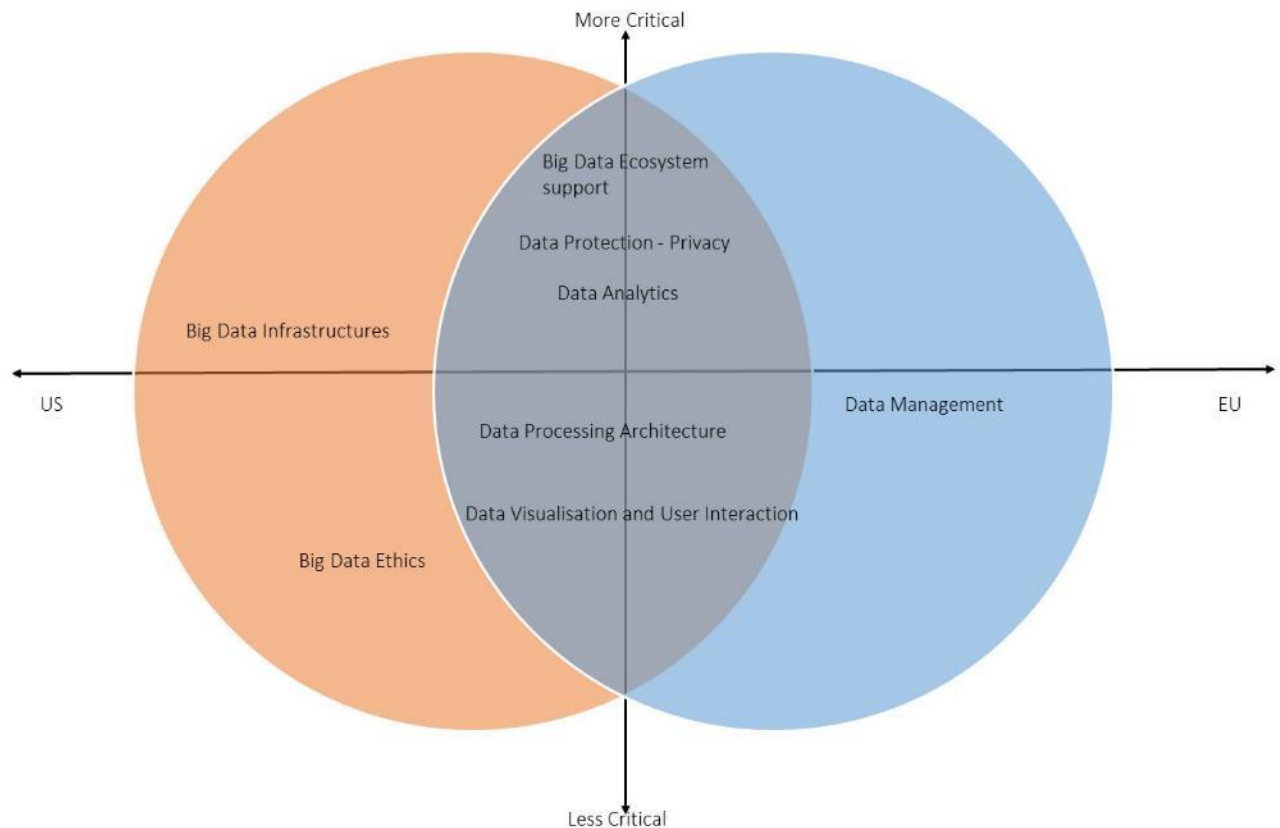 More Critical
Big Data Ecosystem
support
Data Protection - Privacy
Data Analytics
Big Data Infrastructures
US
Data Management
EU
Data Processing Architecture
Data Visualisation and User Interaction
Big Data Ethics
Less Critical